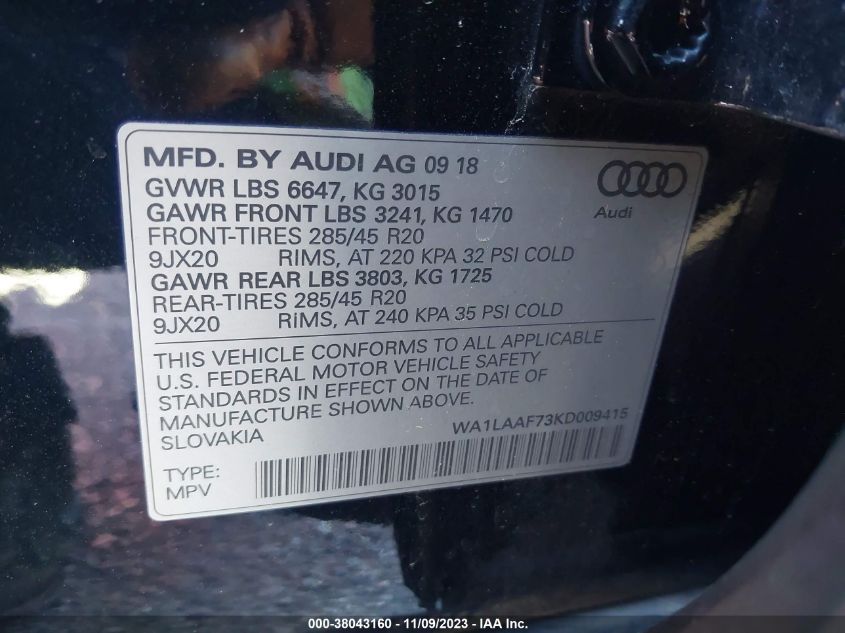 MFD. BY AUDI AG 09 18
GVWR LBS 6647, KG 3015
GAWR FRONT LBS 3241, KG 1470
FRONT-TIRES 285/45 R20
9JX20 RIMS, AT 220 KPA 32 PSI COLD
GAWR REAR LBS 3803, KG 1725
REAR-TIRES 285/45 R20
9JX20 RIMS, AT 240 KPA 35 PSI COLD
Audi
THIS VEHICLE CONFORMS TO ALL APPLICABLE
U.S. FEDERAL MOTOR VEHICLE SAFETY
STANDARDS IN EFFECT ON THE DATE OF
MANUFACTURE SHOWN ABOVE.
SLOVAKIA WA1LAAF73KD009415
TYPE:
MPV
000-38043160 - 11/09/2023 - IAA Inc.